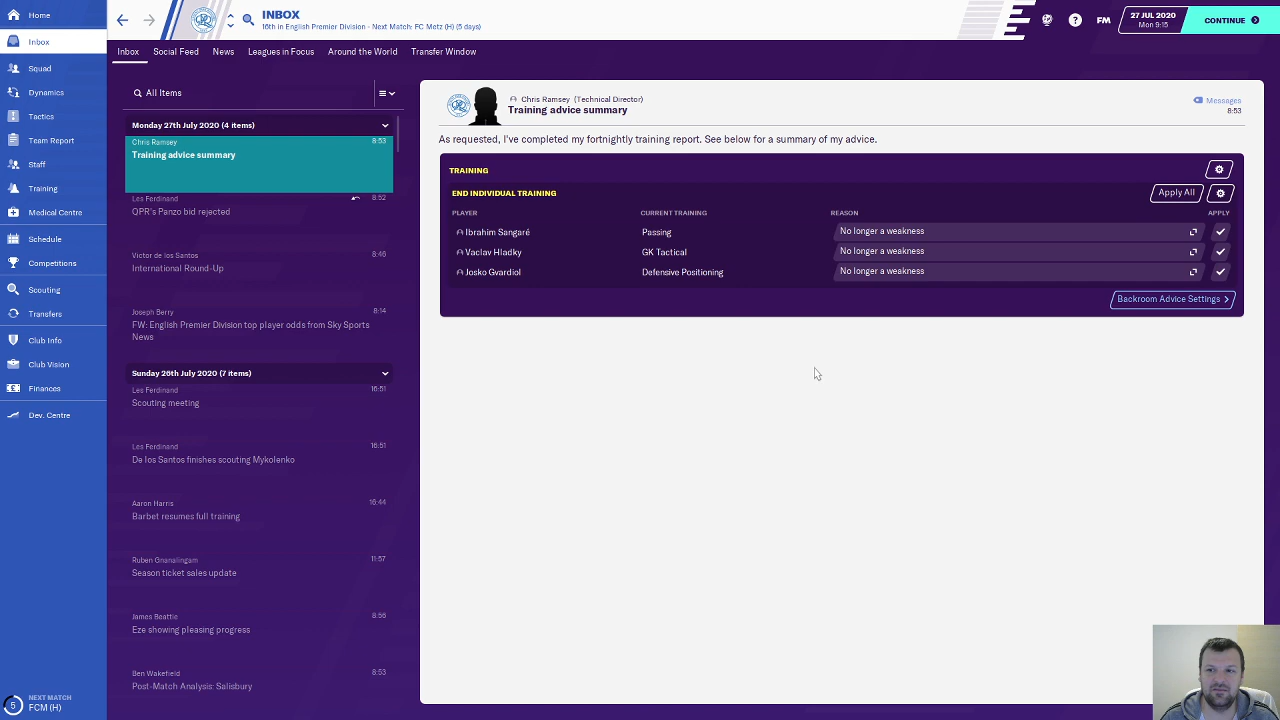 Home
Inbox
Squad
Dynamics
Tactics
Team Report
Staff
Training
Medical Centre
Schedule
Competitions
Scouting
Transfers
Club Info
Club Vision
Finances
Dev. Centre
5
NEXT MATCH
FCM (H)
INBOX
16th in English Premier Division - Next Match: FC Metz (H) (5 days)
?
FM
27 JUL 2020
Mon 9:15
CONTINUE
Inbox
Social Feed
News
Leagues in Focus
Around the World
Transfer Window
All Items
Monday 27th July 2020 (4 items)
Chris Ramsey 8:53
Training advice summary
Les Ferdinand 8:52
QPR's Panzo bid rejected
Victor de los Santos 8:46
International Round-Up
Joseph Berry 8:14
FW: English Premier Division top player odds from Sky Sports
News
Sunday 26th July 2020 (7 items)
Les Ferdinand 16:51
Scouting meeting
Les Ferdinand 16:51
De los Santos finishes scouting Mykolenko
Aaron Harris 16:44
Barbet resumes full training
Ruben Gnanalingam 11:57
Season ticket sales update
James Beattie 8:56
Eze showing pleasing progress
Ben Wakefield 8:53
Post-Match Analysis: Salisbury
Chris Ramsey (Technical Director)
Training advice summary
Messages
8:53
As requested, I've completed my fortnightly training report. See below for a summary of my advice.
TRAINING
END INDIVIDUAL TRAINING
Apply All
PLAYER CURRENT TRAINING REASON APPLY
Ibrahim Sangaré Passing No longer a weakness
Vaclav Hladky GK Tactical No longer a weakness
Josko Gvardiol Defensive Positioning No longer a weakness
Backroom Advice Settings